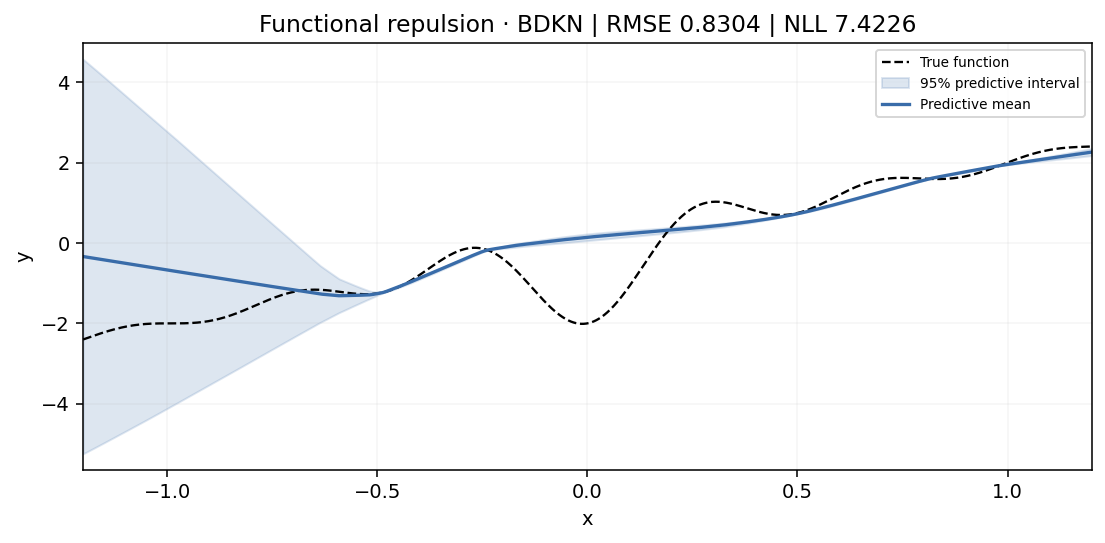 Functional repulsion · BDKN | RMSE 0.8304 | NLL 7.4226
True function
95% predictive interval
Predictive mean
4
2
0
−2
−4
y
−1.0 −0.5 0.0 0.5 1.0
x